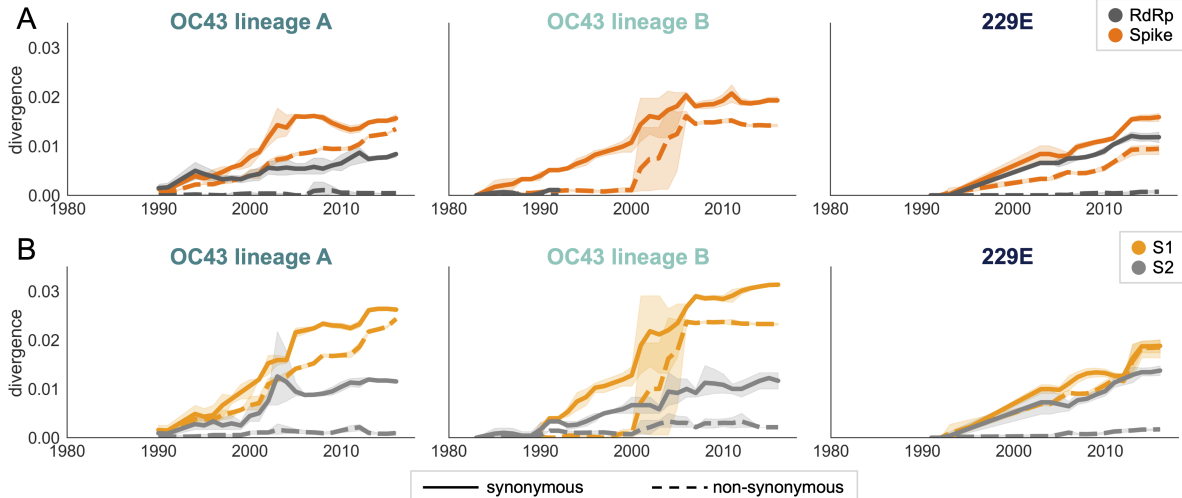 A
OC43 lineage A
OC43 lineage B
229E
RdRp
Spike
divergence
0.03
0.02
0.01
0.00
1980
1990
2000
2010
1980
1990
2000
2010
1980
1990
2000
2010
B
OC43 lineage A
OC43 lineage B
229E
S1
S2
divergence
0.03
0.02
0.01
0.00
1980
1990
2000
2010
1980
1990
2000
2010
1980
1990
2000
2010
synonymous
non-synonymous